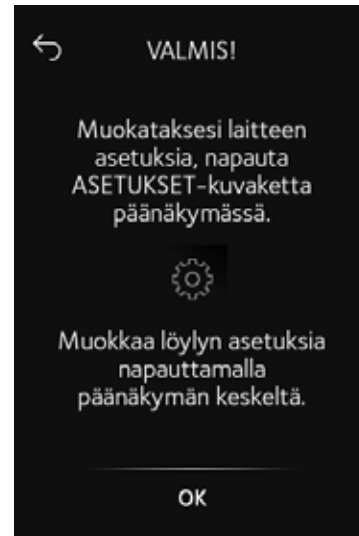 VALMIS!
Muokataksesi laitteen
asetuksia, napauta
ASETUKSET-kuvaketta
päänäkymässä.
Muokkaa löylyn asetuksia
napauttamalla
päänäkymän keskeltä.
OK